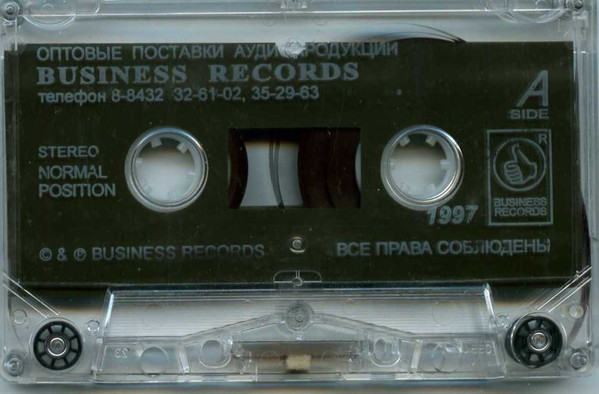 ОПТОВЫЕ ПОСТАВКИ АУДИОПРОДУКЦИИ
BUSINESS RECORDS
телефон 8-8432 32-61-02, 35-29-63
A
SIDE
STEREO
NORMAL
POSITION
R
BUSINESS
RECORDS
1997
© & ℗ BUSINESS RECORDS
ВСЕ ПРАВА СОБЛЮДЕНЫ